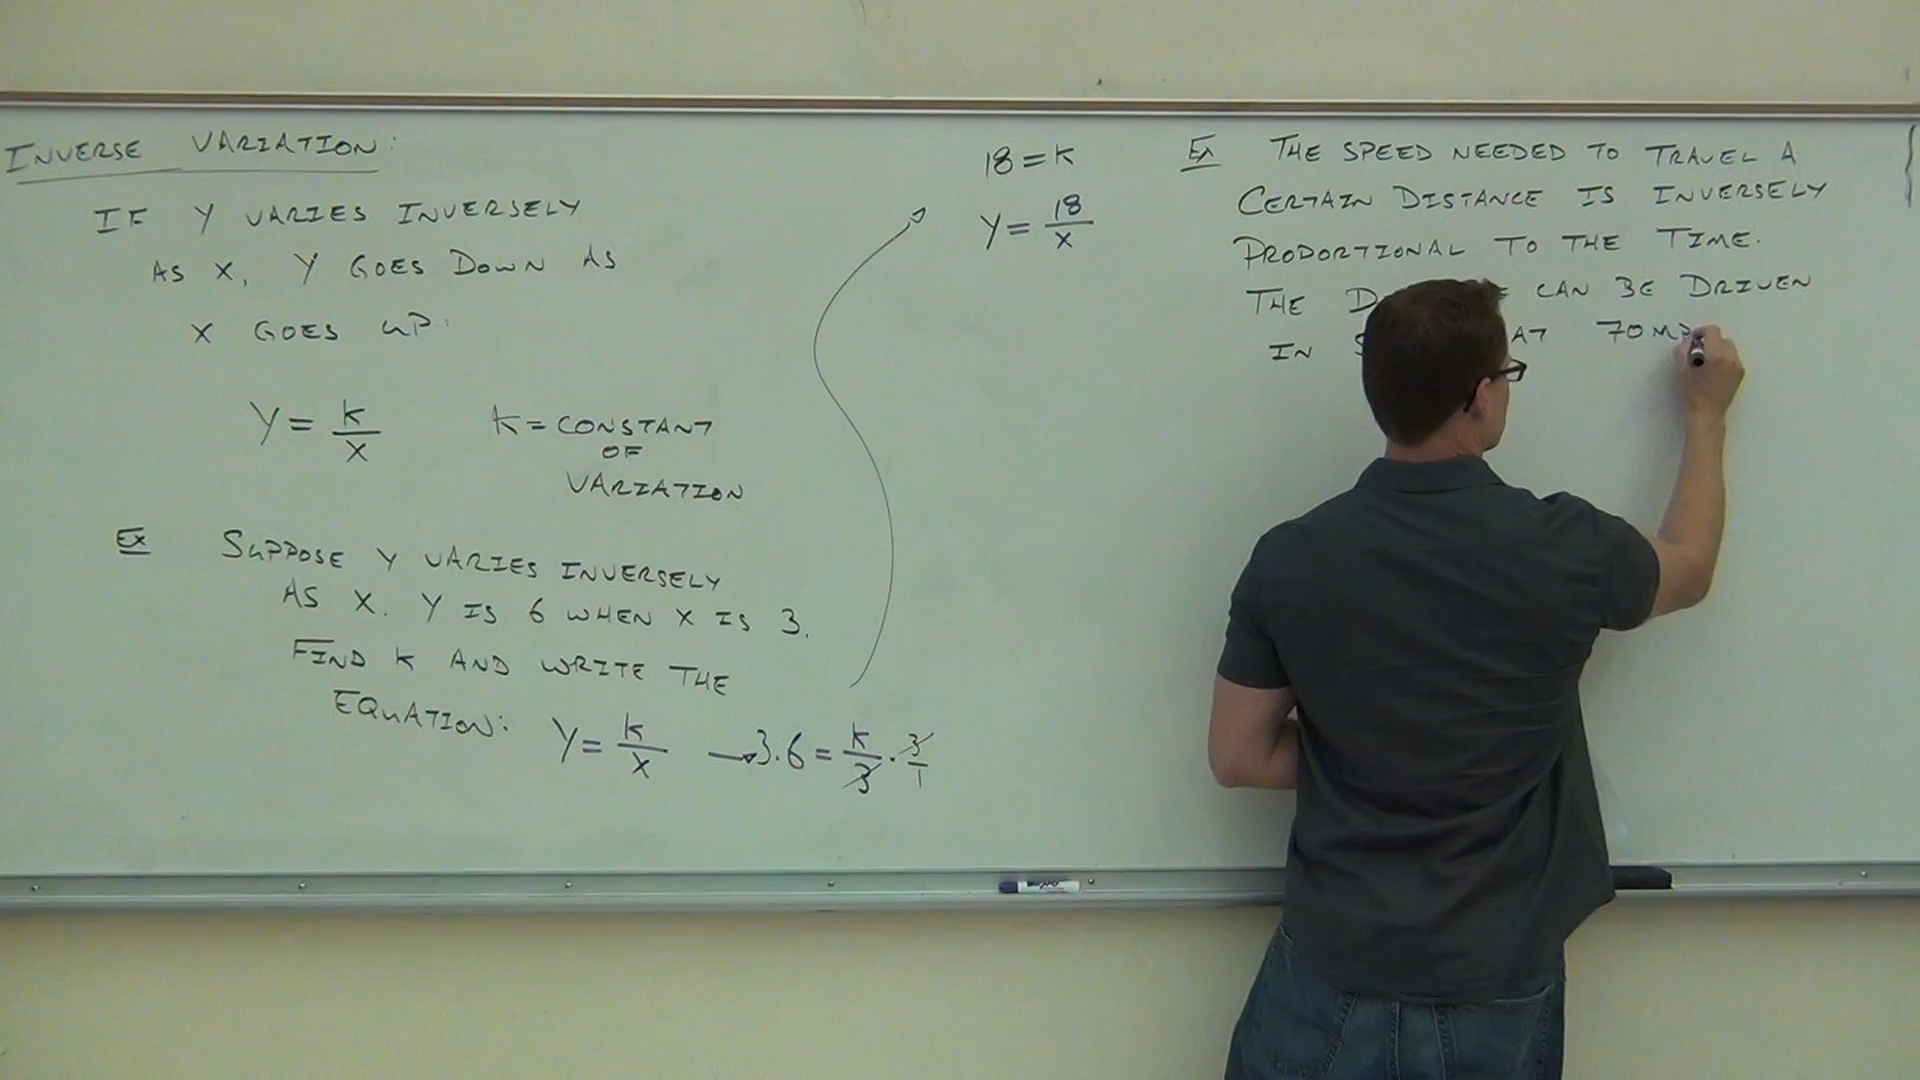 INVERSE VARIATION:
IF Y VARIES INVERSELY
AS X, Y GOES DOWN AS
X GOES UP.
Y = k/x
k = CONSTANT
OF
VARIATION
Ex SUPPOSE Y VARIES INVERSELY
AS X. Y IS 6 WHEN X IS 3.
FIND k AND WRITE THE
EQUATION: Y = k/x → 3·6 = k/3 · 3/1
18 = k
Y = 18/x
Ex THE SPEED NEEDED TO TRAVEL A
CERTAIN DISTANCE IS INVERSELY
PROPORTIONAL TO THE TIME.
THE CAN BE DRIVEN
IN AT 70 MP